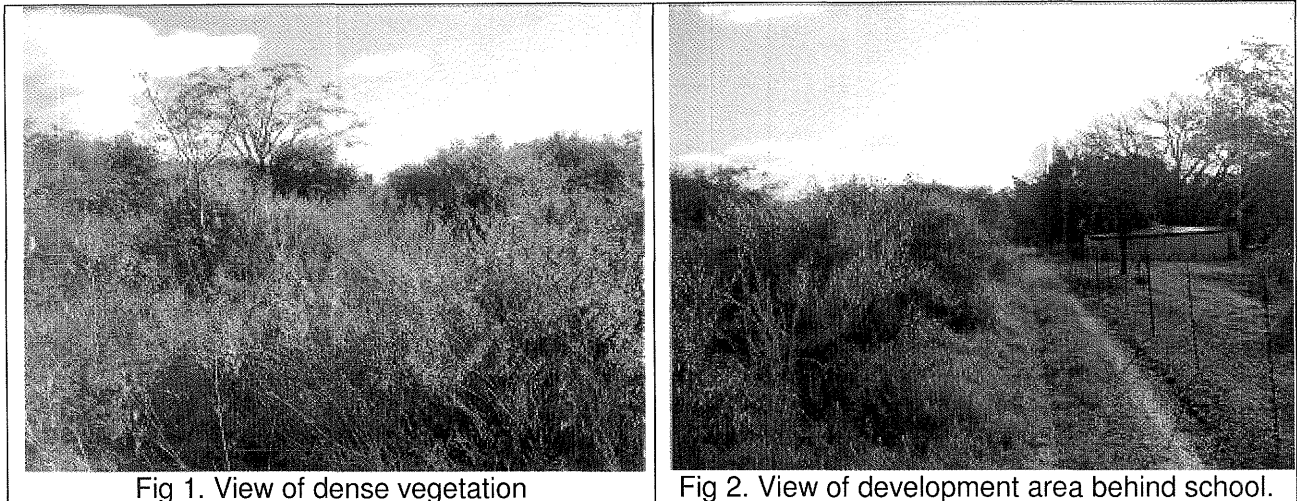 Fig 1. View of dense vegetation
Fig 2. View of development area behind school.